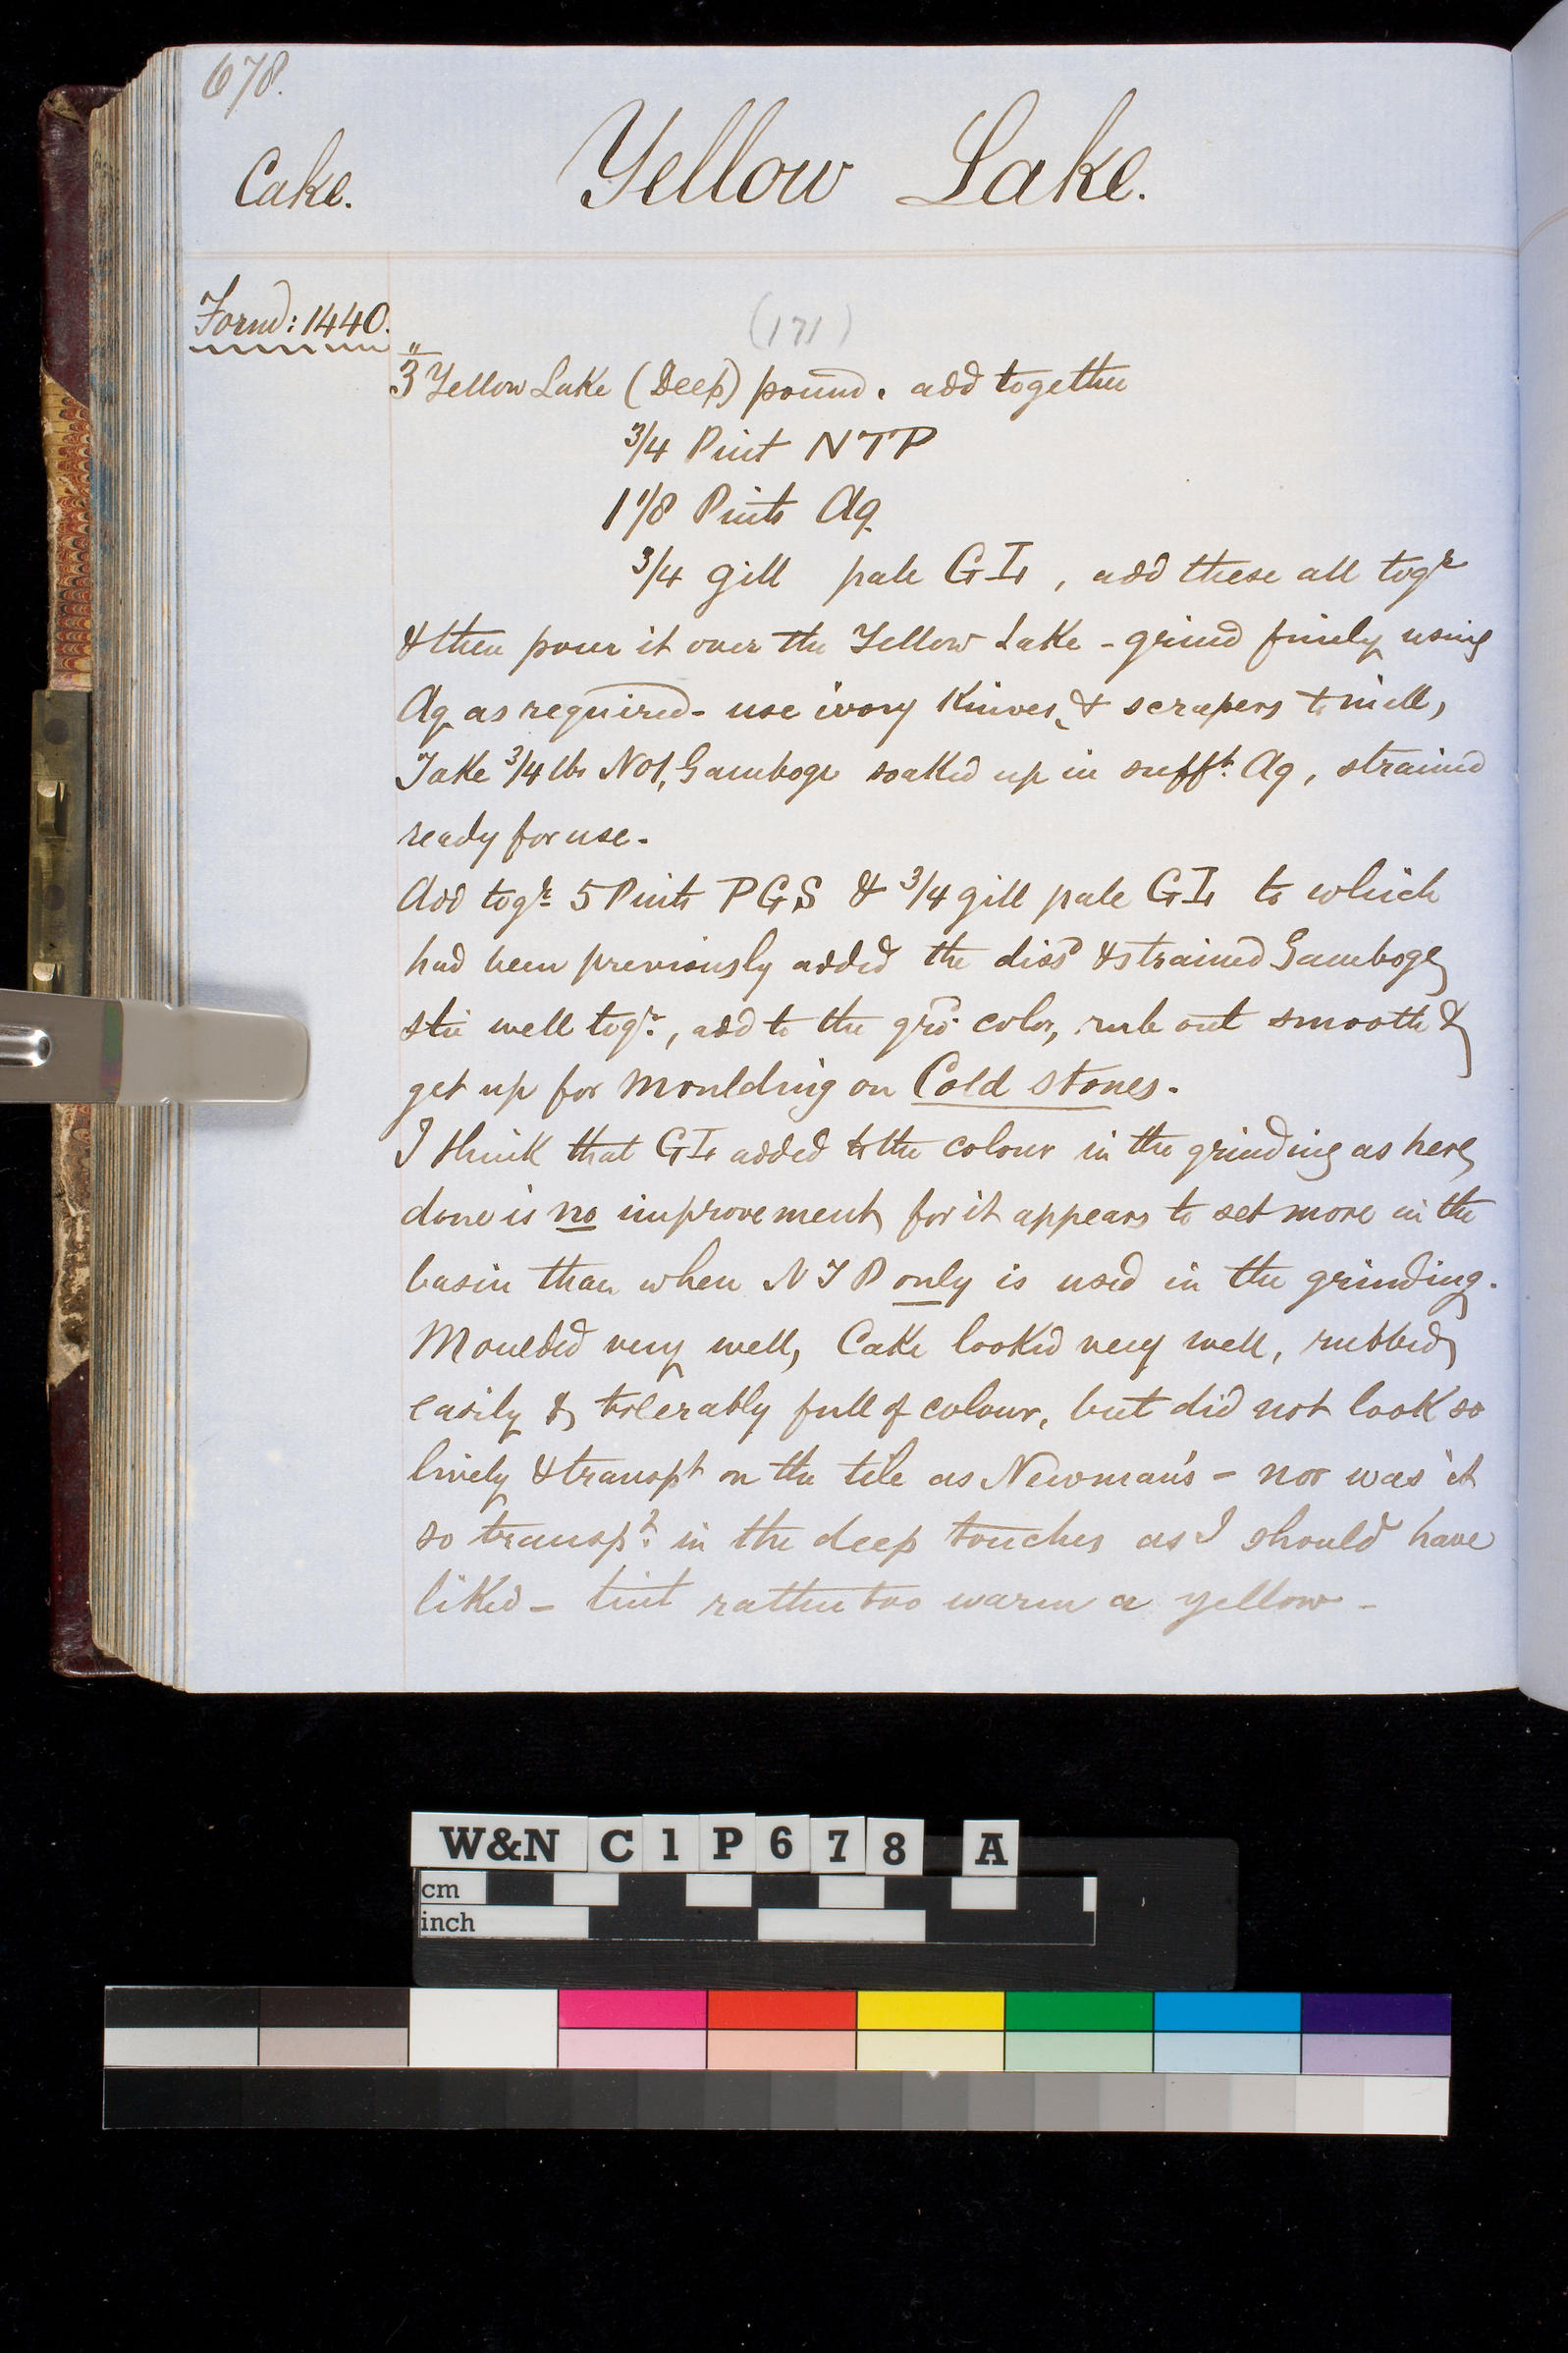 678.
Cake. Yellow Lake.
Form: 1440.
(171)
3 Yellow Lake (Deep) pound. add together
3/4 Pint NTP
1 1/8 Pints Aq
3/4 gill pale GIs, add these all togr
& then pour it over the Yellow Lake - grind finely using
Aq as required - use ivory knives, & scrapers to mill,
Take 3/4 lbs No1, Gamboge soaked up in sufft. Aq, strained
ready for use.
Add togr 5 Pints PGS & 3/4 gill pale GIs to which
had been previously added the dissd & strained Gamboge
stir well togr., add to the grd color, rub out smooth &
get up for moulding on Cold stones.
I think that GIs added to the colour in the grinding as here
done is no improvement, for it appears to set more in the
basin than when NTP only is used in the grinding.
Moulded very well, Cake looked very well, rubbed
easily & tolerably full of colour, but did not look so
lively & transpt on the tile as Newman's - nor was it
so transpt. in the deep touches as I should have
liked - tint rather too warm a yellow -
W&N C1P678 A
cm
inch